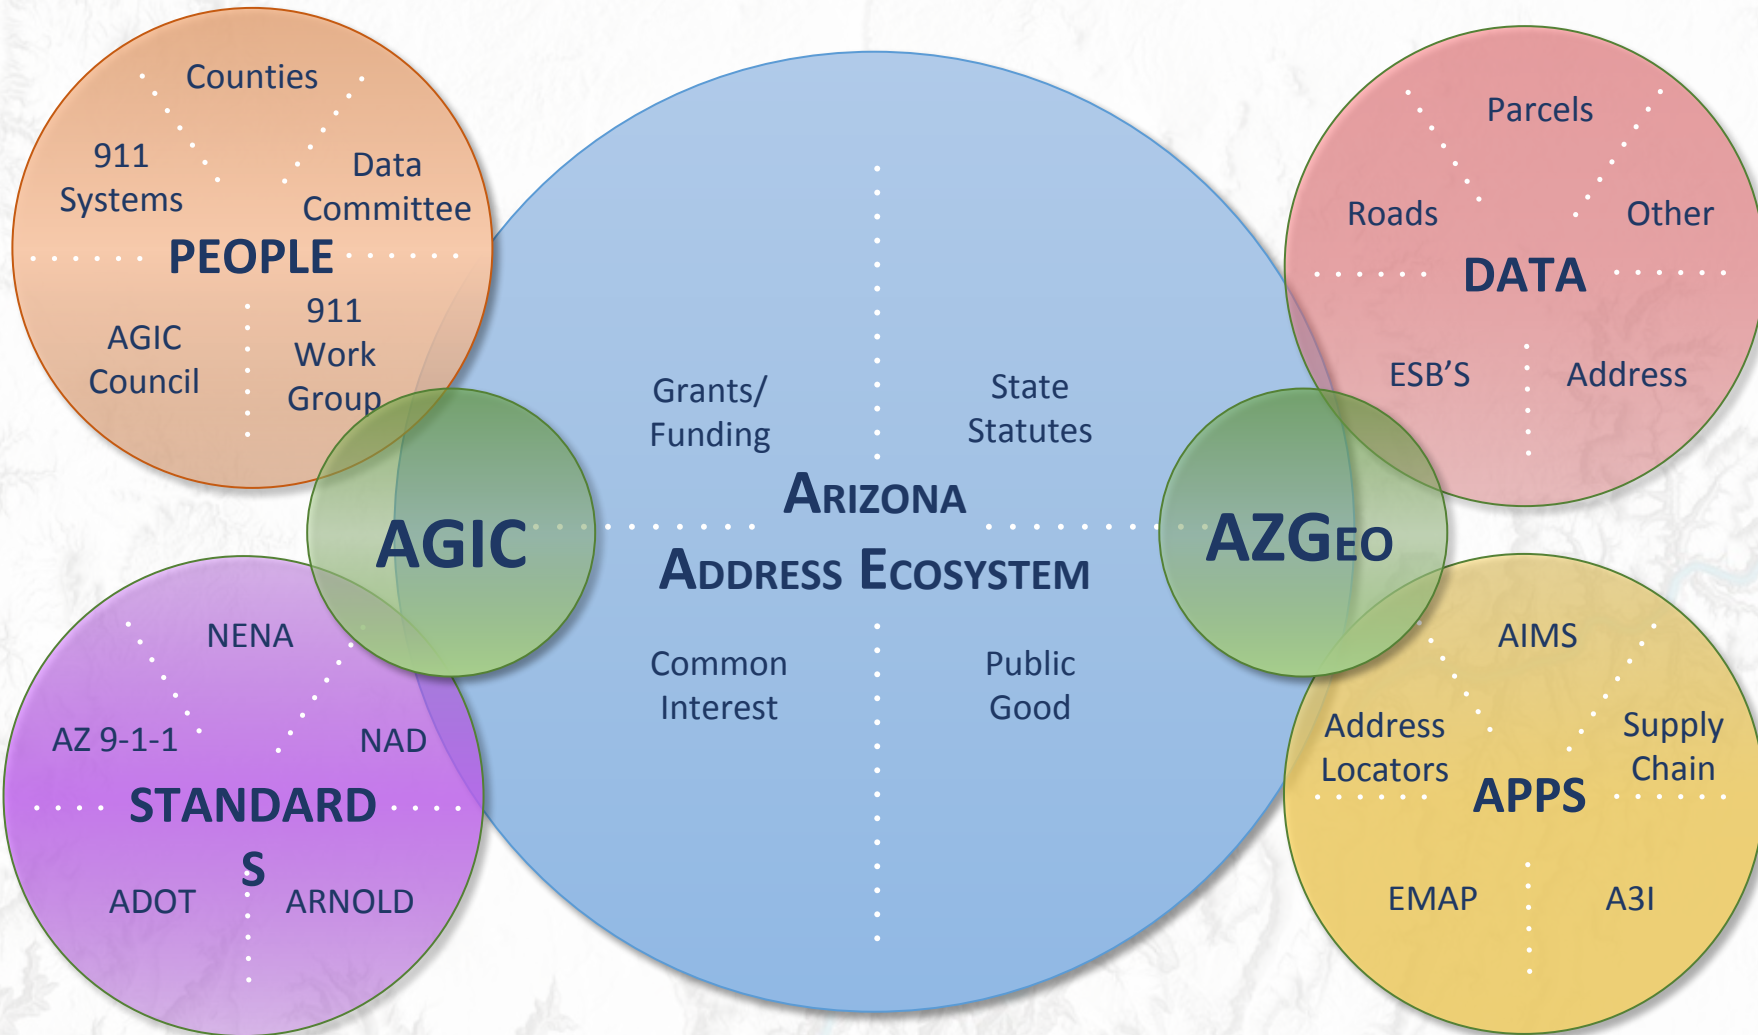 Counties
911
Systems
Data
Committee
PEOPLE
AGIC
Council
911
Work
Group
Parcels
Roads
Other
DATA
ESB'S
Address
Grants/
Funding
State
Statutes
ARIZONA
ADDRESS ECOSYSTEM
Common
Interest
Public
Good
AGIC
AZGEO
NENA
AZ 9-1-1
NAD
STANDARD
S
ADOT
ARNOLD
AIMS
Address
Locators
Supply
Chain
APPS
EMAP
A3I